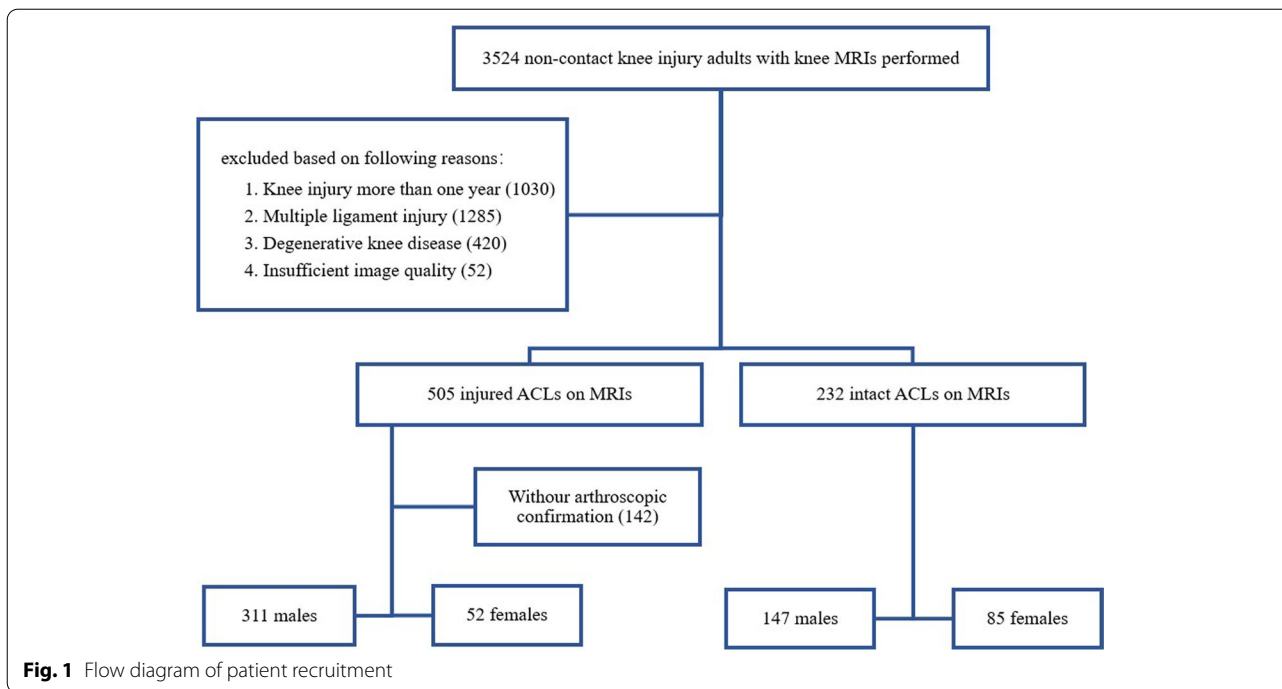 3524 non-contact knee injury adults with knee MRIs performed
excluded based on following reasons：
1. Knee injury more than one year (1030)
2. Multiple ligament injury (1285)
3. Degenerative knee disease (420)
4. Insufficient image quality (52)
505 injured ACLs on MRIs
232 intact ACLs on MRIs
Withour arthroscopic
confirmation (142)
311 males
52 females
147 males
85 females
Fig. 1 Flow diagram of patient recruitment